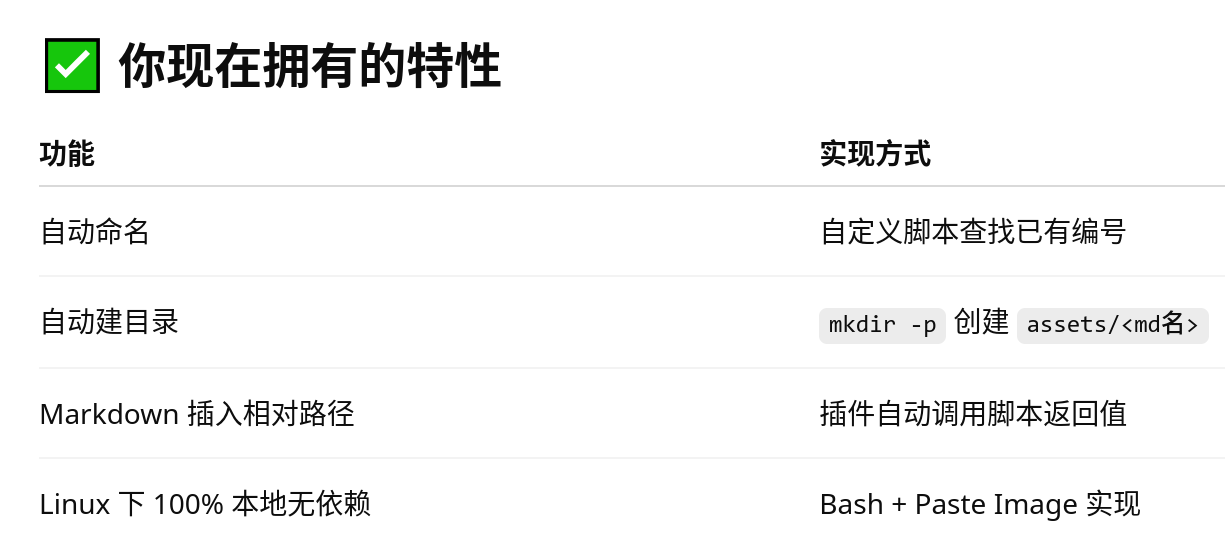 ✅ 你现在拥有的特性
功能 实现方式
自动命名 自定义脚本查找已有编号
自动建目录 mkdir -p 创建 assets/<md名>
Markdown 插入相对路径 插件自动调用脚本返回值
Linux 下 100% 本地无依赖 Bash + Paste Image 实现